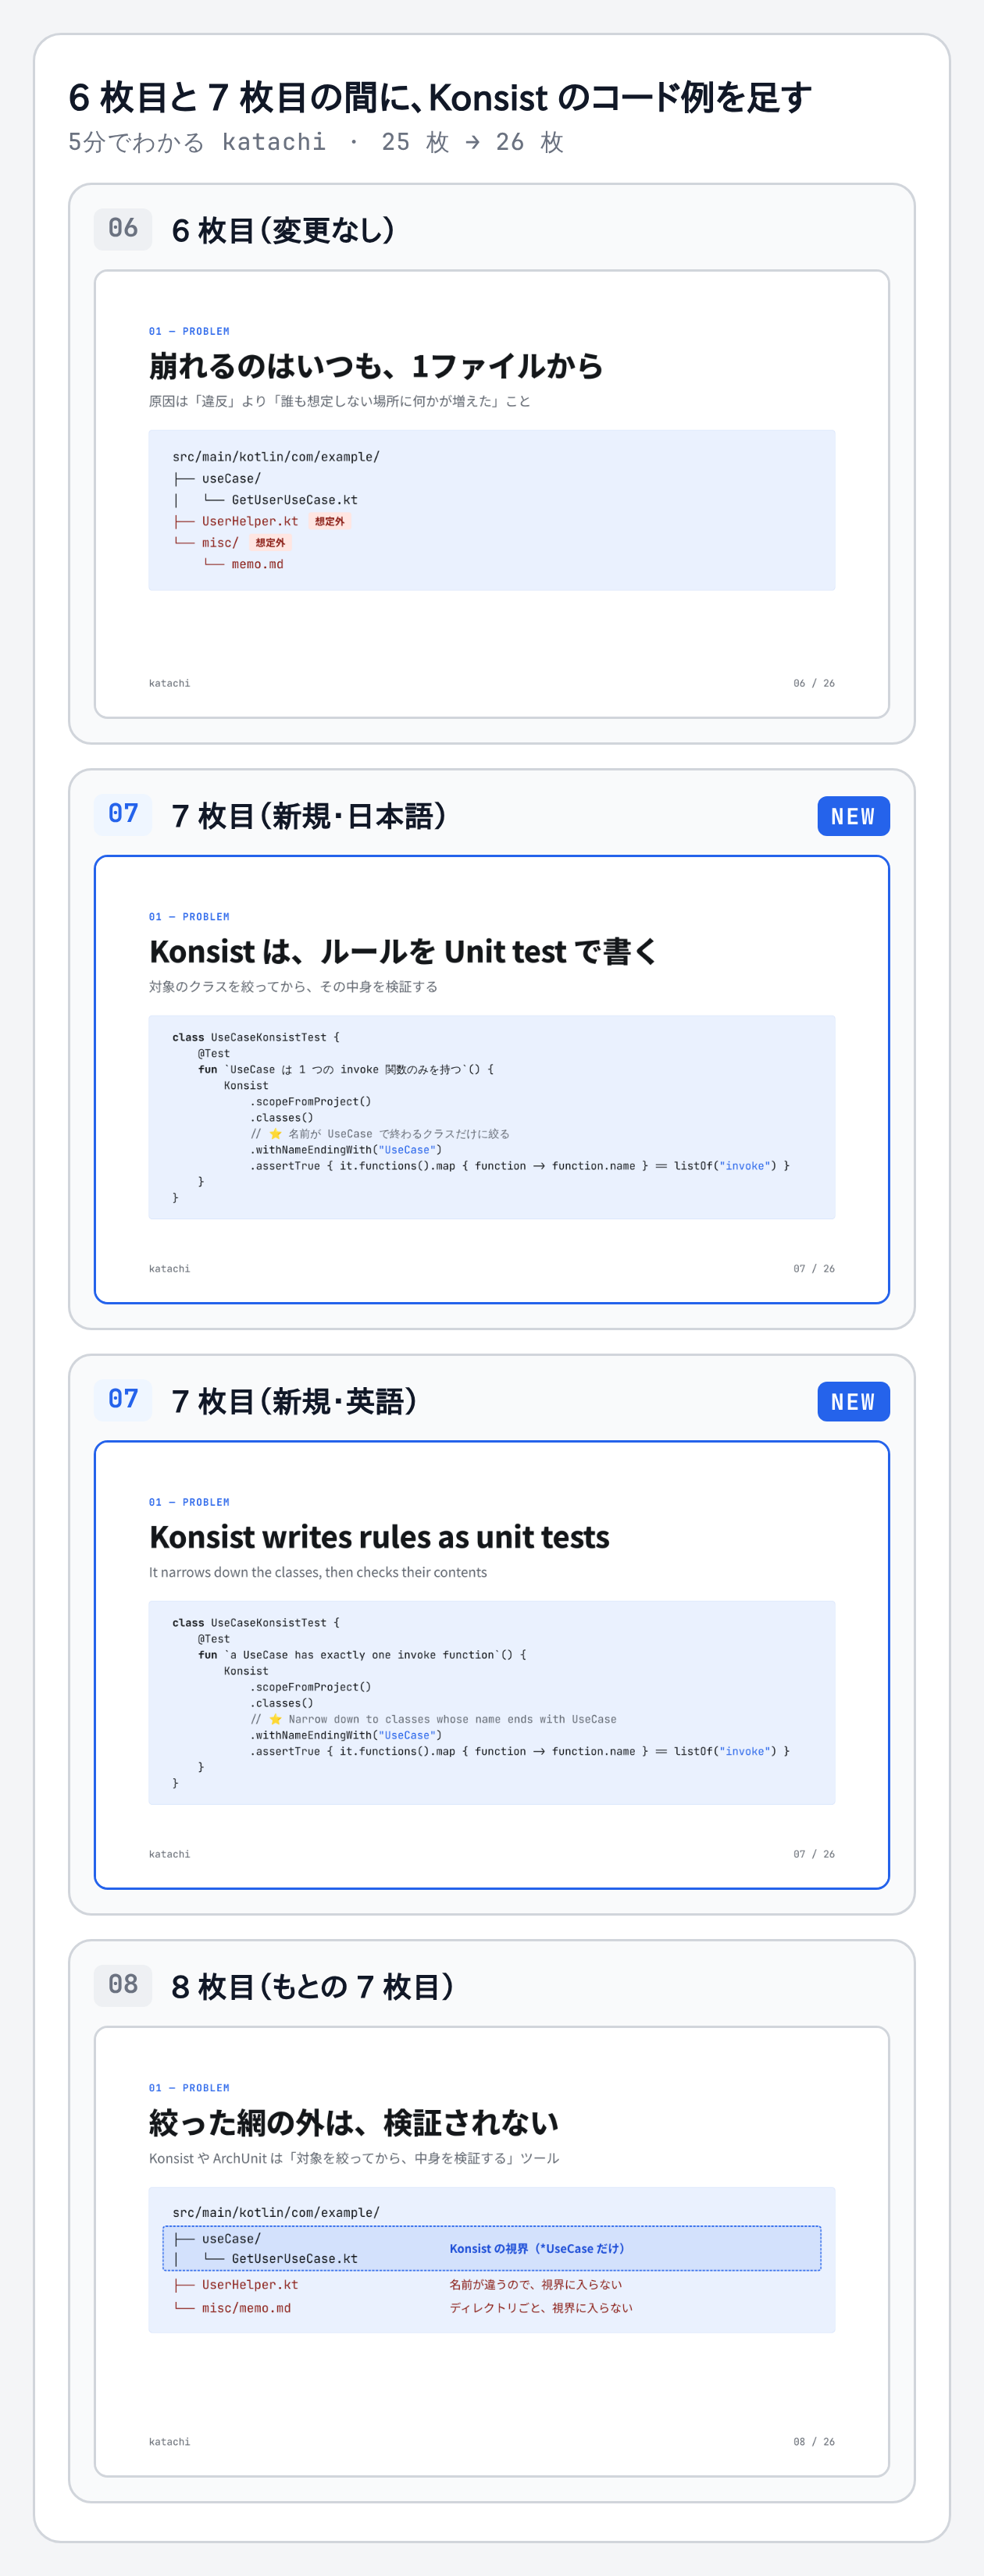 6 枚目と 7 枚目の間に、Konsist のコード例を足す
5分でわかる katachi · 25 枚 → 26 枚
06 6 枚目（変更なし）
01 — PROBLEM
崩れるのはいつも、1ファイルから
原因は「違反」より「誰も想定しない場所に何かが増えた」こと
src/main/kotlin/com/example/
├── useCase/
│   └── GetUserUseCase.kt
├── UserHelper.kt 想定外
└── misc/ 想定外
    └── memo.md
katachi 06 / 26
07 7 枚目（新規・日本語） NEW
01 — PROBLEM
Konsist は、ルールを Unit test で書く
対象のクラスを絞ってから、その中身を検証する
class UseCaseKonsistTest {
    @Test
    fun `UseCase は 1 つの invoke 関数のみを持つ`() {
        Konsist
            .scopeFromProject()
            .classes()
            // ⭐ 名前が UseCase で終わるクラスだけに絞る
            .withNameEndingWith("UseCase")
            .assertTrue { it.functions().map { function -> function.name } == listOf("invoke") }
    }
}
katachi 07 / 26
07 7 枚目（新規・英語） NEW
01 — PROBLEM
Konsist writes rules as unit tests
It narrows down the classes, then checks their contents
class UseCaseKonsistTest {
    @Test
    fun `a UseCase has exactly one invoke function`() {
        Konsist
            .scopeFromProject()
            .classes()
            // ⭐ Narrow down to classes whose name ends with UseCase
            .withNameEndingWith("UseCase")
            .assertTrue { it.functions().map { function -> function.name } == listOf("invoke") }
    }
}
katachi 07 / 26
08 8 枚目（もとの 7 枚目）
01 — PROBLEM
絞った網の外は、検証されない
Konsist や ArchUnit は「対象を絞ってから、中身を検証する」ツール
src/main/kotlin/com/example/
├── useCase/
│   └── GetUserUseCase.kt
Konsist の視界（*UseCase だけ）
├── UserHelper.kt 名前が違うので、視界に入らない
└── misc/memo.md ディレクトリごと、視界に入らない
katachi 08 / 26